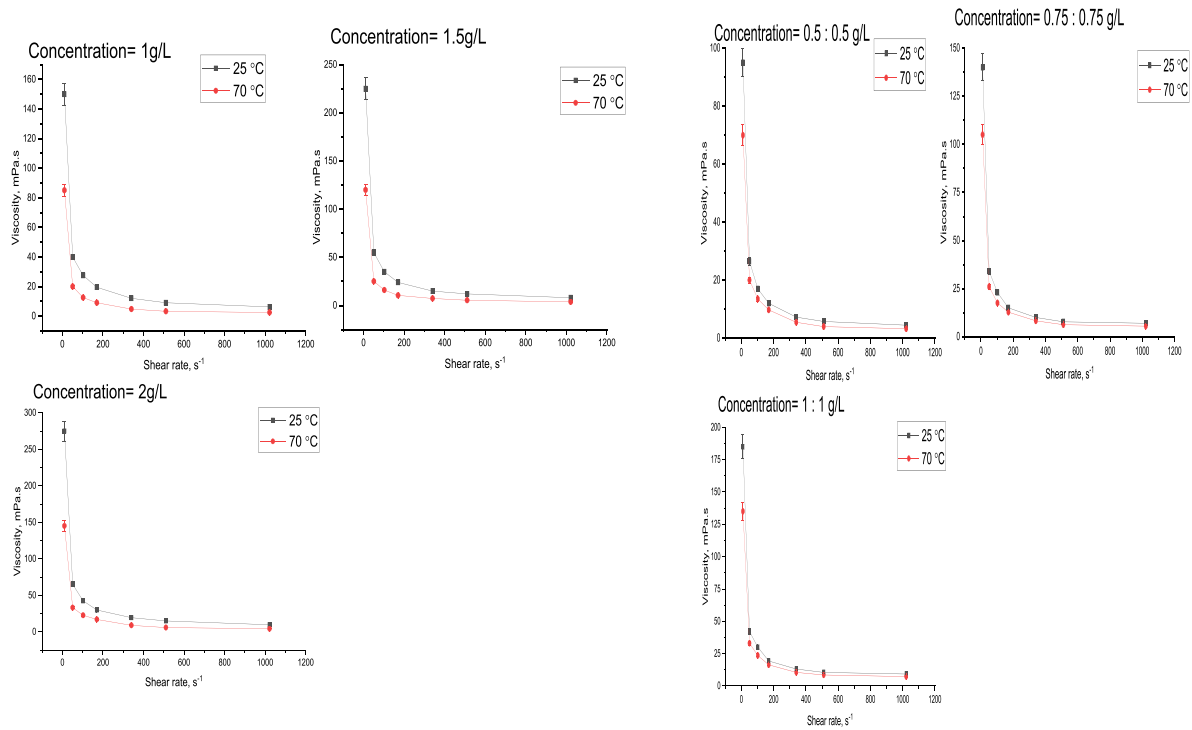 Concentration= 1g/L
25 °C
70 °C
Viscosity, mPa.s
160
140
120
100
80
60
40
20
0
0 200 400 600 800 1000 1200
Shear rate, s-1
Concentration= 1.5g/L
25 °C
70 °C
Viscosity, mPa.s
250
200
150
100
50
0
0 200 400 600 800 1000 1200
Shear rate, s-1
Concentration= 0.5 : 0.5 g/L
25 °C
70 °C
Viscosity, mPa.s
100
80
60
40
20
0
0 200 400 600 800 1000 1200
Shear rate, s-1
Concentration= 0.75 : 0.75 g/L
25 °C
70 °C
Viscosity, mPa.s
150
125
100
75
50
25
0
0 200 400 600 800 1000 1200
Shear rate, s-1
Concentration= 2g/L
25 °C
70 °C
Viscosity, mPa.s
300
250
200
150
100
50
0
0 200 400 600 800 1000 1200
Shear rate, s-1
Concentration= 1 : 1 g/L
25 °C
70 °C
Viscosity, mPa.s
200
175
150
125
100
75
50
25
0
0 200 400 600 800 1000 1200
Shear rate, s-1